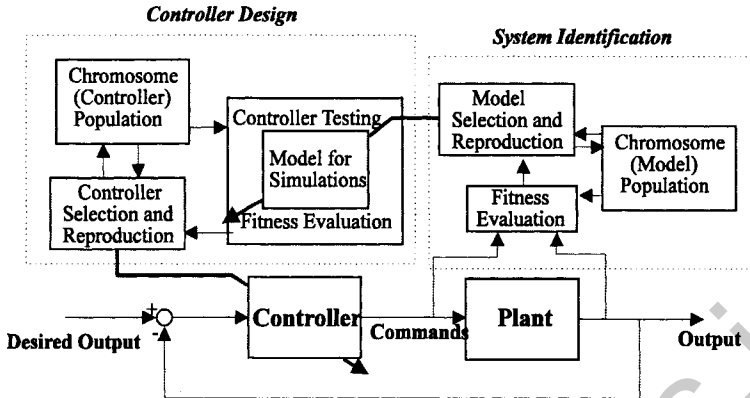 Controller Design
System Identification
Chromosome
(Controller)
Population
Controller Testing
Model for
Simulations
Fitness Evaluation
Controller
Selection and
Reproduction
Model
Selection and
Reproduction
Chromosome
(Model)
Population
Fitness
Evaluation
Desired Output
+
-
Controller
Commands
Plant
Output